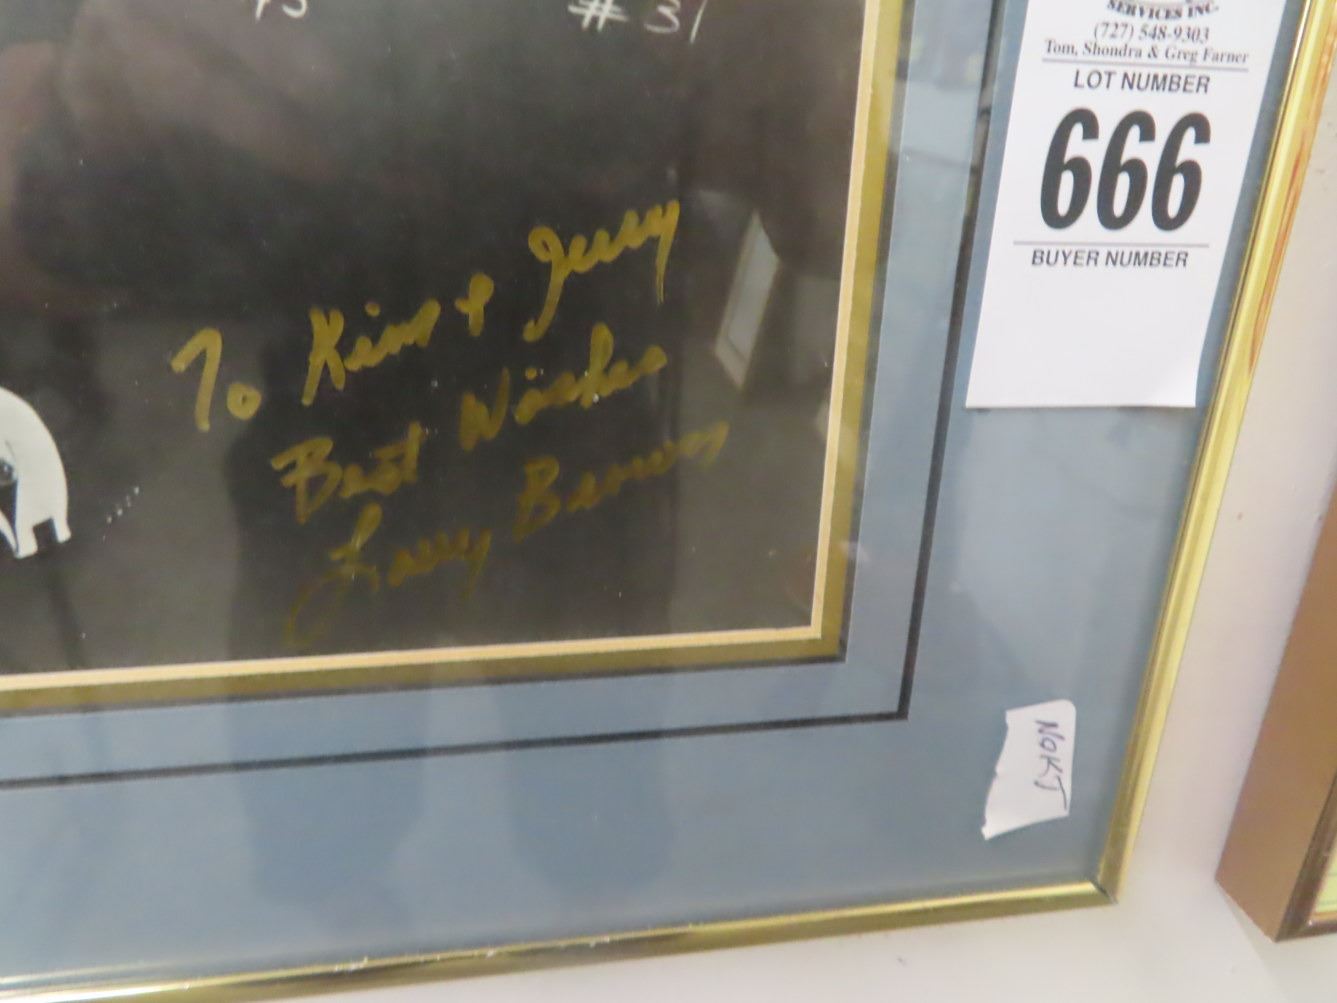 # 31
SERVICES INC.
(727) 548-9303
Tom, Shondra & Greg Farner
LOT NUMBER
666
BUYER NUMBER
To Kim & Jerry
Best Wishes
Larry Brown
NOKJ